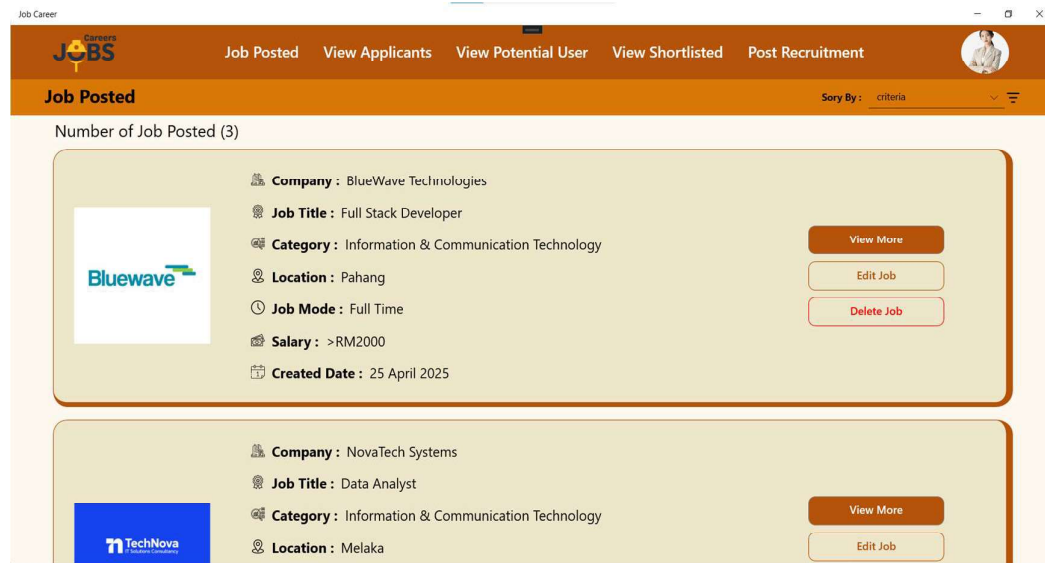 Job Career
Careers
JOBS
Job Posted View Applicants View Potential User View Shortlisted Post Recruitment
Job Posted
Sory By : criteria
Number of Job Posted (3)
Company : BlueWave Technologies
Job Title : Full Stack Developer
Category : Information & Communication Technology
Location : Pahang
Job Mode : Full Time
Salary : >RM2000
Created Date : 25 April 2025
Bluewave
View More
Edit Job
Delete Job
Company : NovaTech Systems
Job Title : Data Analyst
Category : Information & Communication Technology
Location : Melaka
TechNova
IT Solutions Consultancy
View More
Edit Job